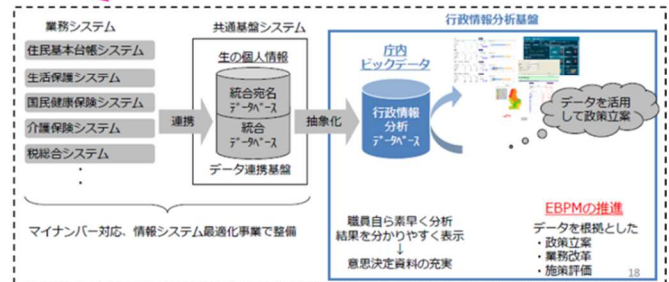 業務システム
住民基本台帳システム
生活保護システム
国民健康保険システム
介護保険システム
税総合システム
・
・
連携
共通基盤システム
生の個人情報
統合宛名
データベース
統合
データベース
データ連携基盤
抽象化
マイナンバー対応、情報システム最適化事業で整備
行政情報分析基盤
庁内
ビックデータ
行政情報
分析
データベース
データを活用
して政策立案
職員自ら素早く分析
結果を分かりやすく表示
↓
意思決定資料の充実
EBPMの推進
データを根拠とした
・政策立案
・業務改革
・施策評価
18